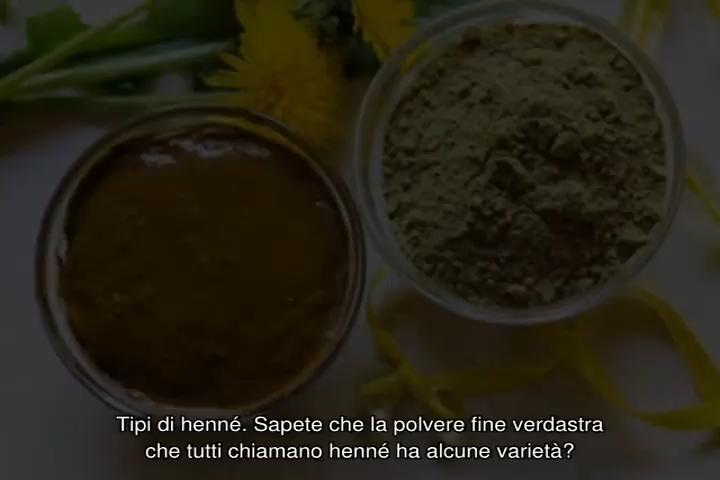 Tipi di henné. Sapete che la polvere fine verdastra
che tutti chiamano henné ha alcune varietà?